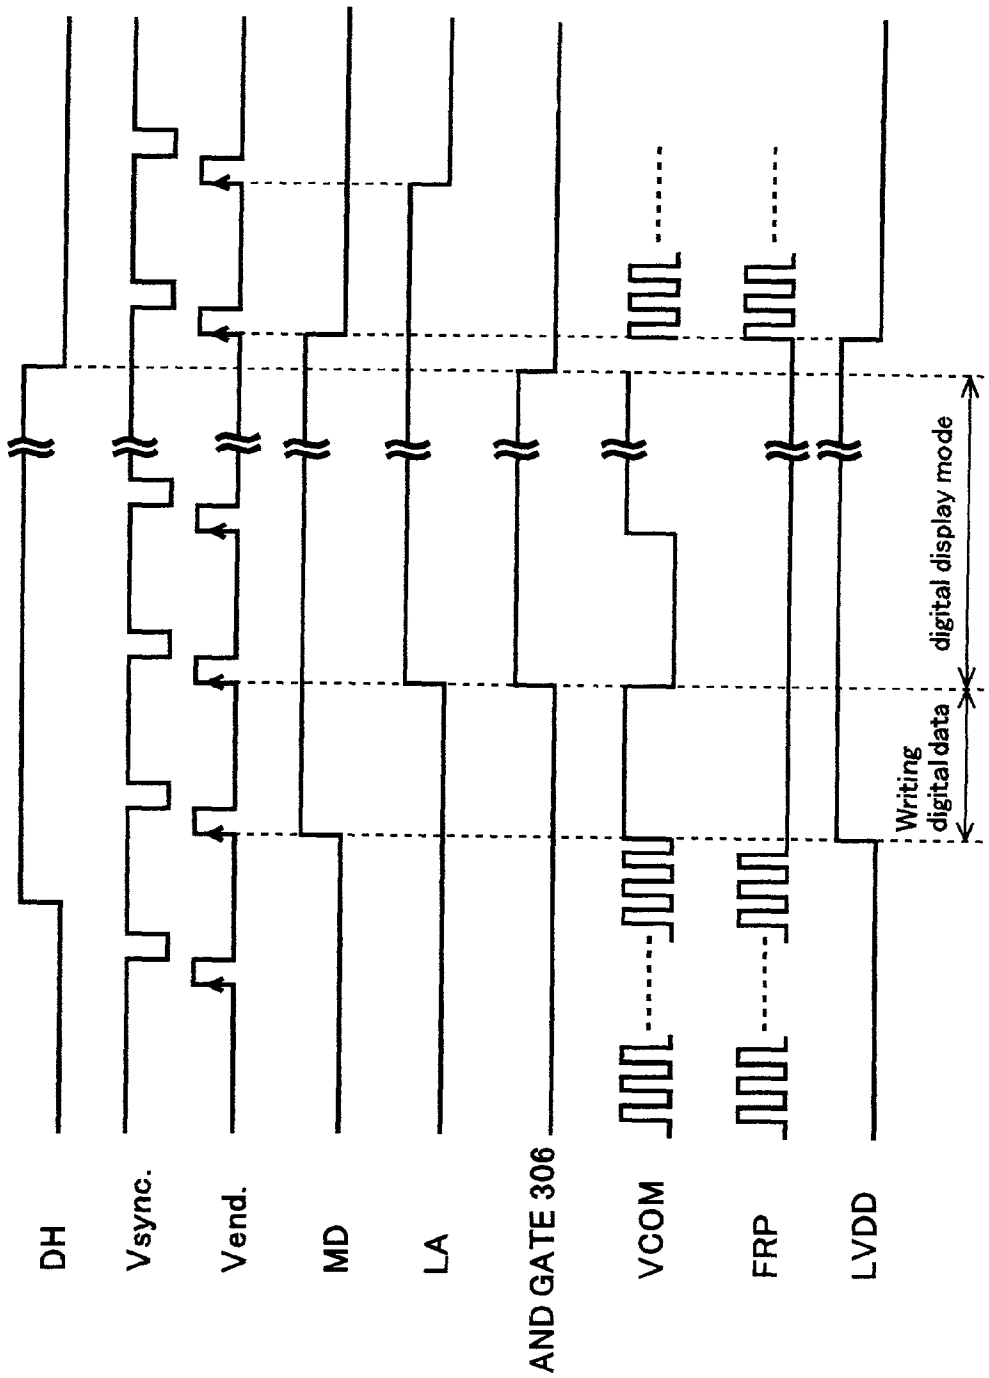 DH
Vsync.
Vend.
MD
LA
AND GATE 306
VCOM
FRP
LVDD
Writing
digital data
digital display mode